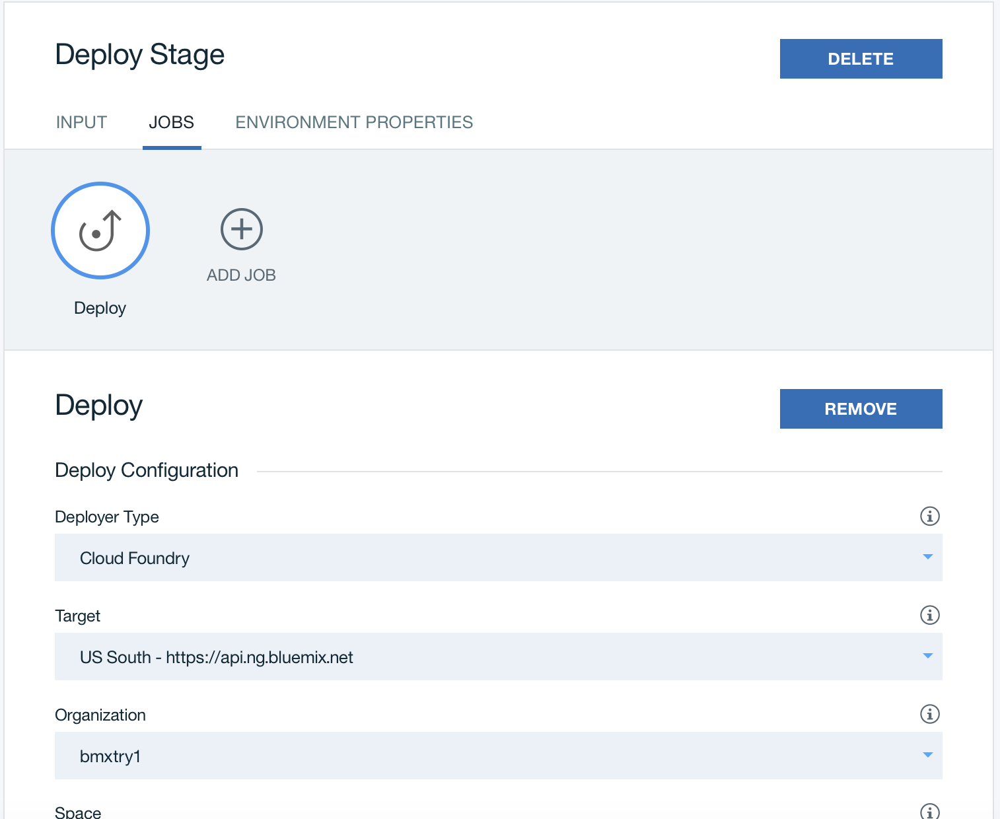 Deploy Stage
DELETE
INPUT JOBS ENVIRONMENT PROPERTIES
ADD JOB
Deploy
Deploy
REMOVE
Deploy Configuration
Deployer Type
Cloud Foundry
Target
US South - https://api.ng.bluemix.net
Organization
bmxtry1
Space